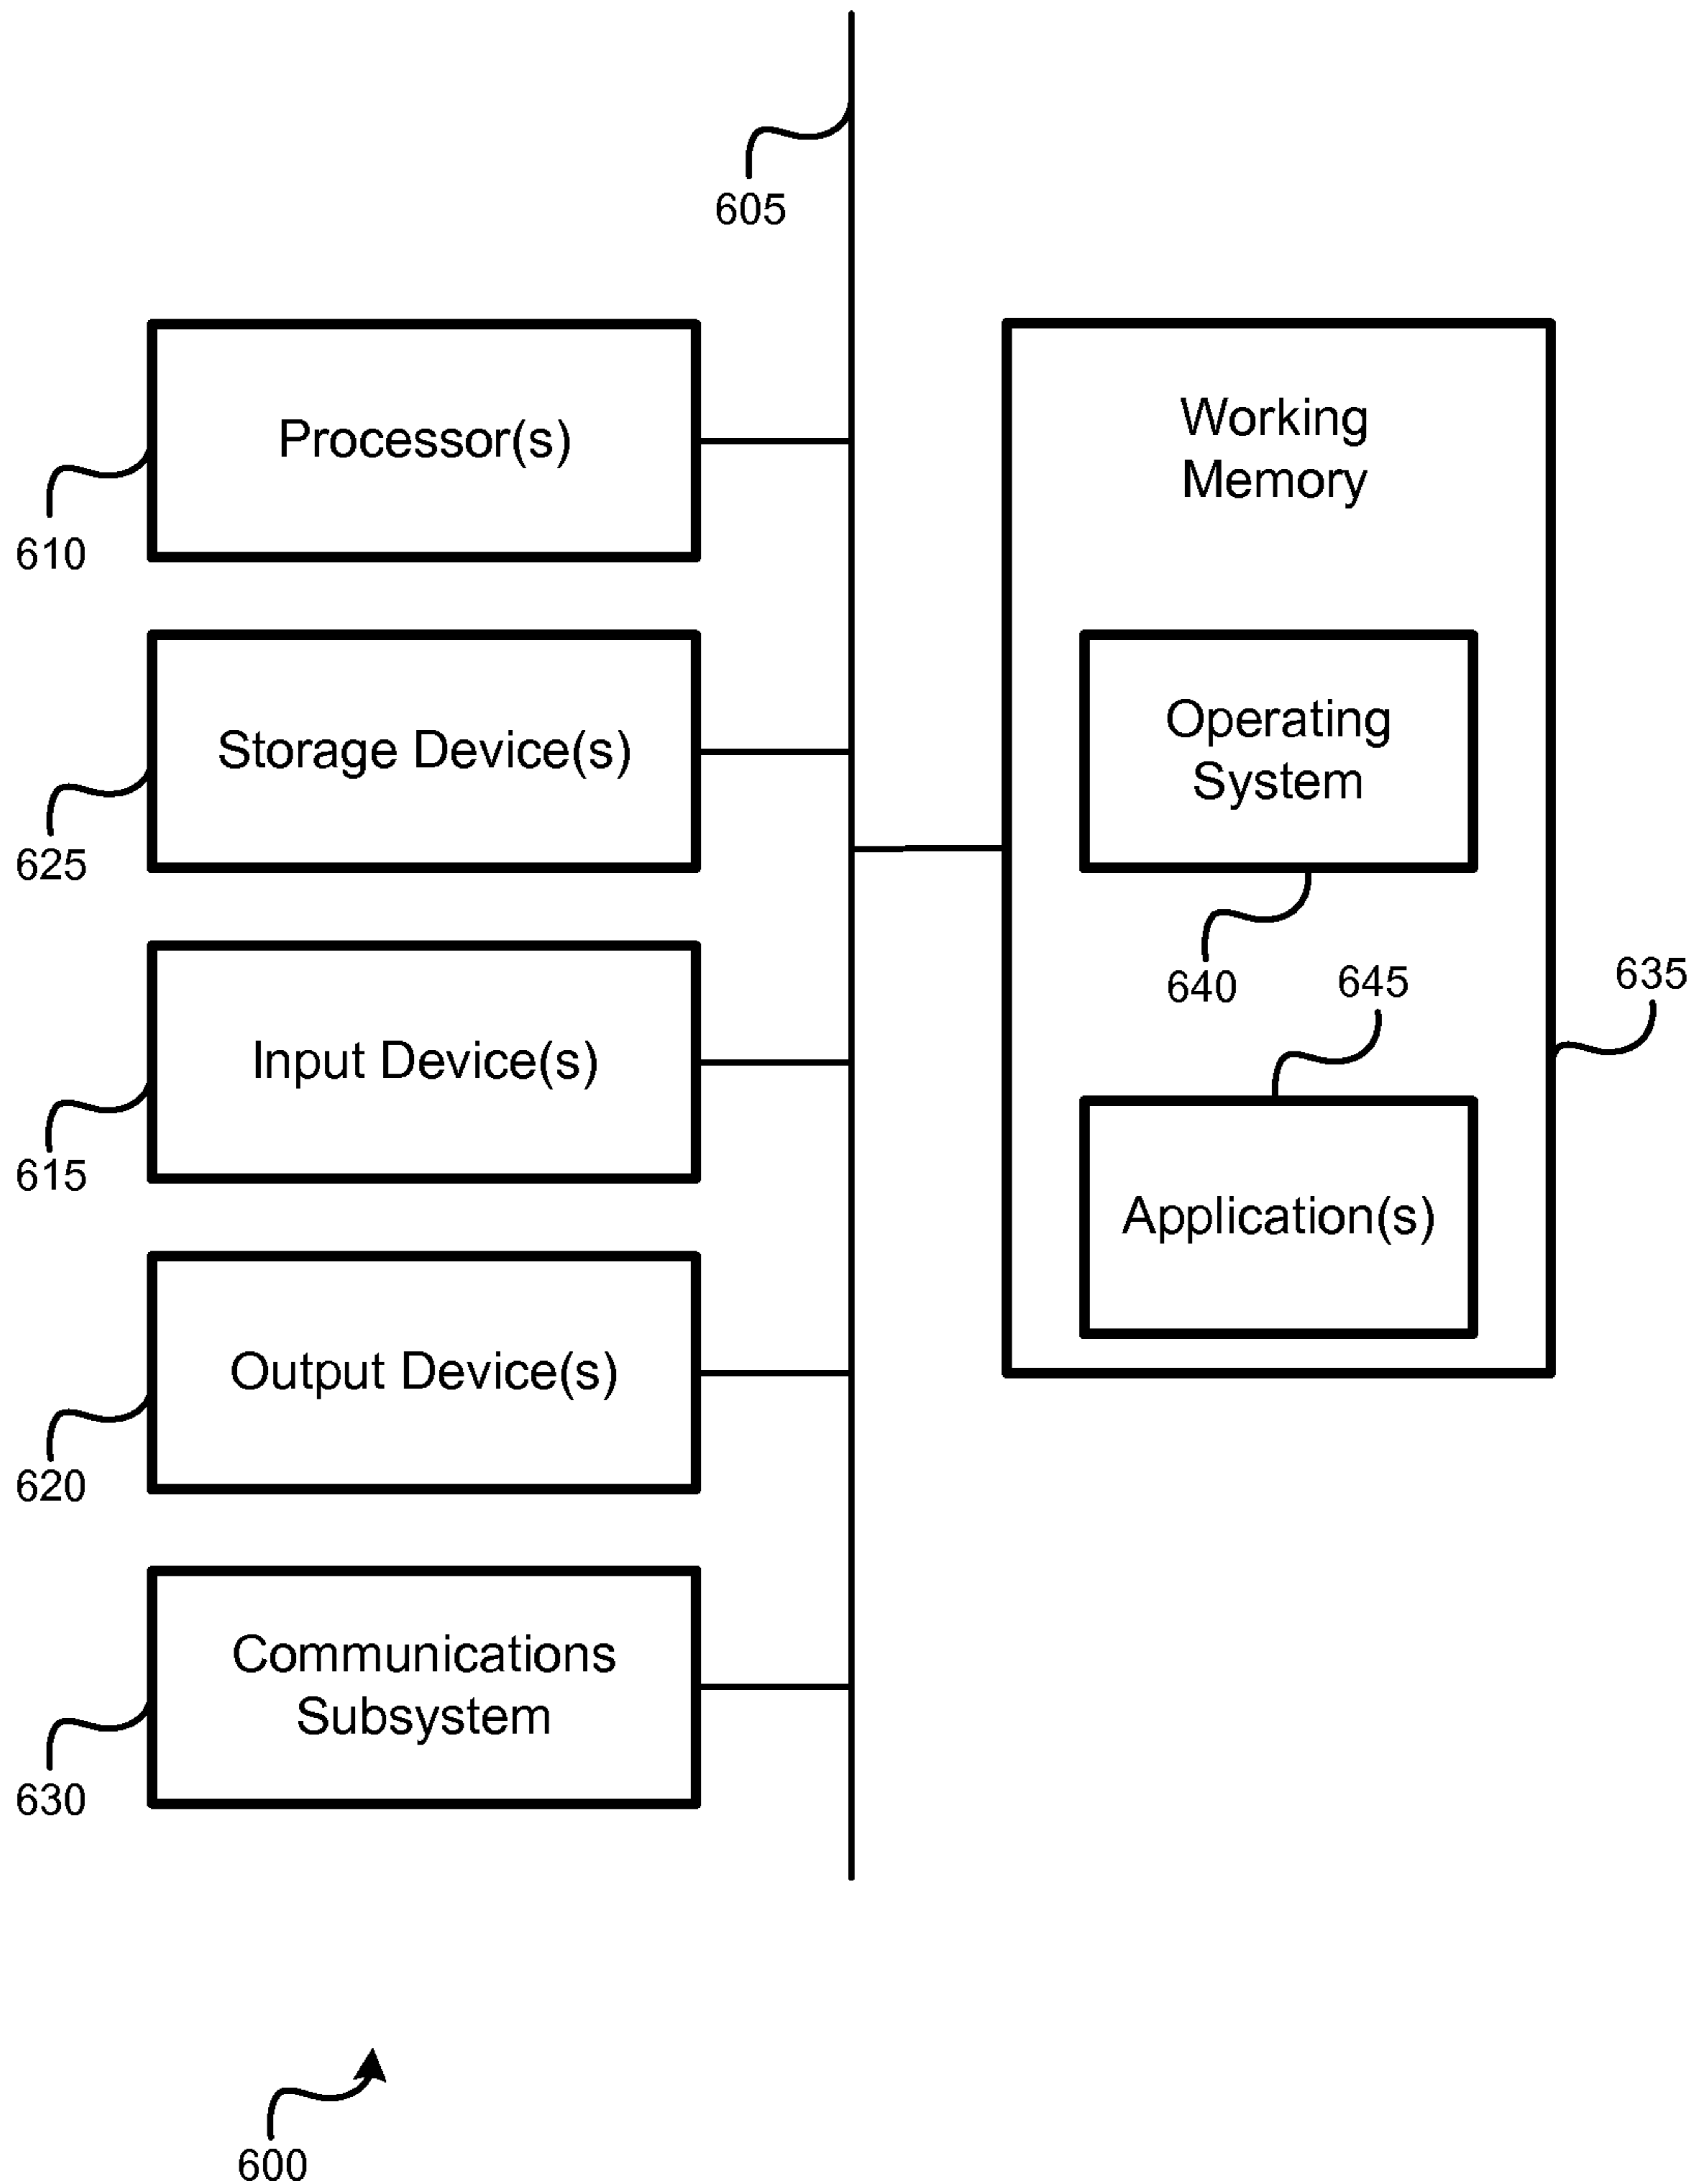 605
Processor(s)
610
Storage Device(s)
625
Input Device(s)
615
Output Device(s)
620
Communications
Subsystem
630
Working
Memory
Operating
System
640
645
635
Application(s)
600